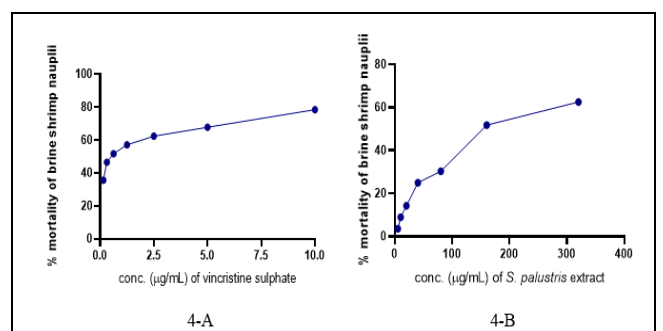 % mortality of brine shrimp nauplii
100
80
60
40
20
0
0.0 2.5 5.0 7.5 10.0
conc. (μg/mL) of vincristine sulphate
4-A
% mortality of brine shrimp nauplii
80
60
40
20
0
0 100 200 300 400
conc. (μg/mL) of S. palustris extract
4-B